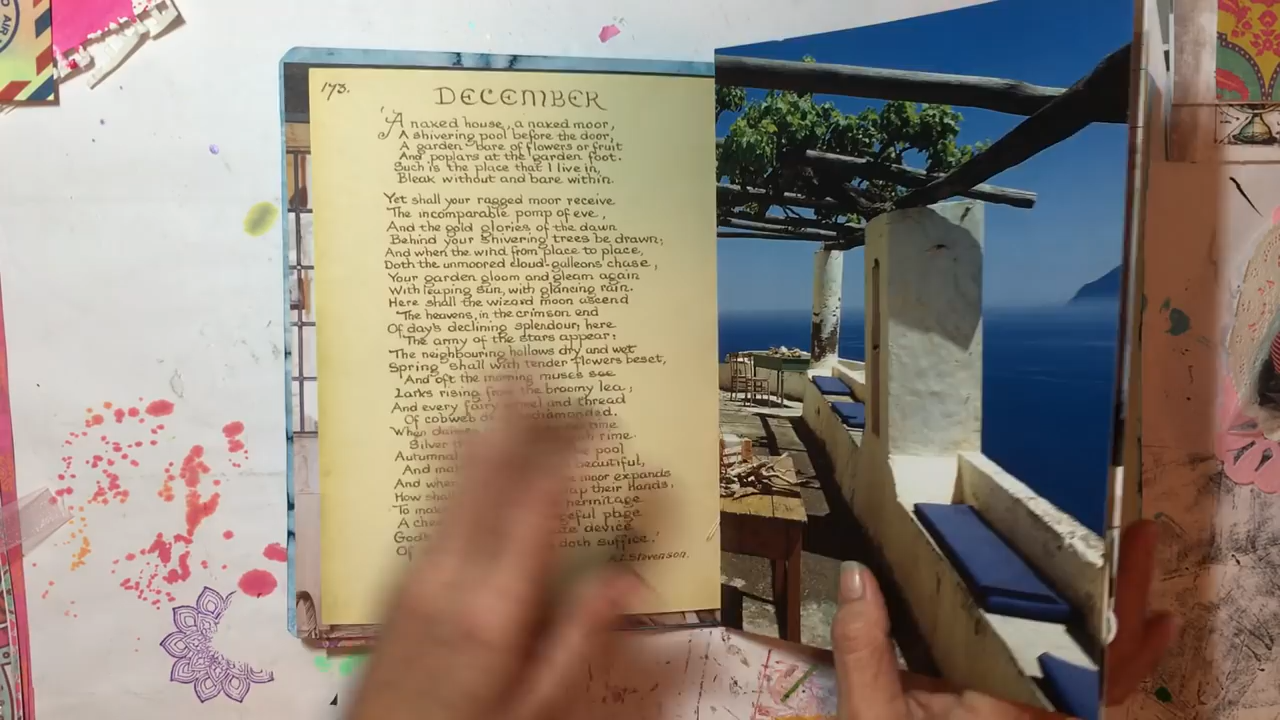 O AIR
173.
DECEMBER
'A naked house, a naked moor,
A shivering pool before the door,
A garden bare of flowers or fruit
And poplars at the garden foot.
Such is the place that I live in,
Bleak without and bare within.
Yet shall your ragged moor receive
The incomparable pomp of eve,
And the gold glories of the dawn
Behind your shivering trees be drawn;
And when the wind from place to place,
Doth the unmoored cloud-galleons chase,
Your garden gloom and gleam again
With leaping sun, with glancing rain.
Here shall the wizard moon ascend
The heavens, in the crimson end
Of day's declining splendour; here
The army of the stars appear:
The neighbouring hollows dry and wet
Spring shall with tender flowers beset,
And oft the morning muses see
Larks rising from the broomy lea;
And every fairy and thread
Of cobweb diamonded.
When
Silver rime.
Autumnal pool
And beautiful,
And when moor expands
How their hands,
To hermitage
A page
device
God
Of doth suffice.'
Stevenson.